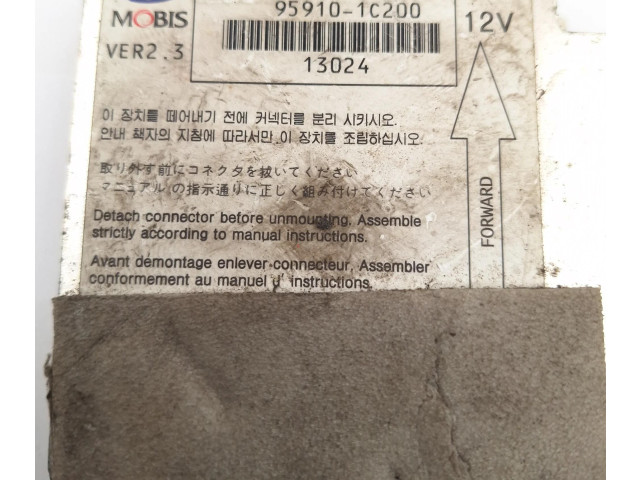 95910-1C200
MOBIS
12V
VER2.3
13024
이 장치를 떼어내기 전에 커넥터를 분리 시키시오.
안내 책자의 지침에 따라서만 이 장치를 조립하십시오.
取り外す前にコネクタを抜いてください
マニュアルの指示通りに正しく組み付けてください
Detach connector before unmounting. Assemble
strictly according to manual instructions.
Avant démontage enlever connecteur, Assembler
conformement au manuel d' instructions.
FORWARD